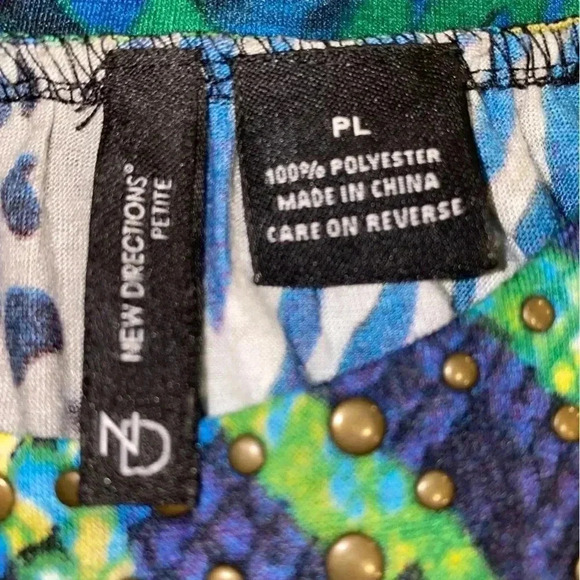 NEW DIRECTIONS®
PETITE
ND
PL
100% POLYESTER
MADE IN CHINA
CARE ON REVERSE